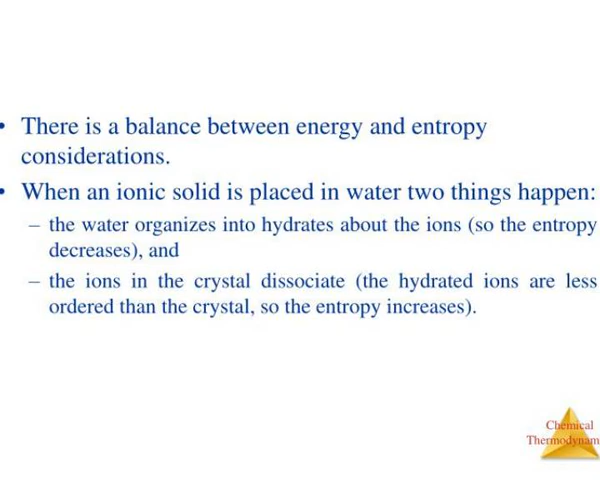 • There is a balance between energy and entropy
considerations.
• When an ionic solid is placed in water two things happen:
– the water organizes into hydrates about the ions (so the entropy
decreases), and
– the ions in the crystal dissociate (the hydrated ions are less
ordered than the crystal, so the entropy increases).
Chemical
Thermodynam